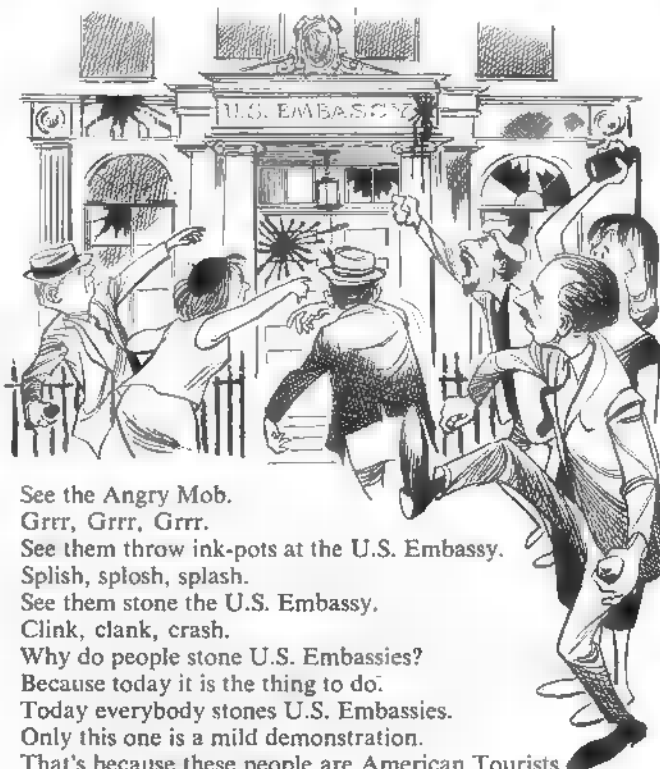 U.S. EMBASSY
See the Angry Mob.
Grrr, Grrr, Grrr.
See them throw ink-pots at the U.S. Embassy.
Splish, splosh, splash.
See them stone the U.S. Embassy.
Clink, clank, crash.
Why do people stone U.S. Embassies?
Because today it is the thing to do.
Today everybody stones U.S. Embassies.
Only this one is a mild demonstration.
That's because these people are American Tourists